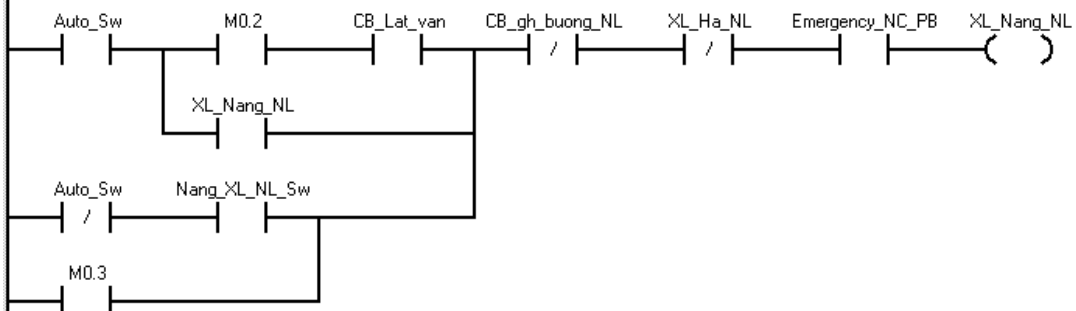 Auto_Sw M0.2 CB_Lat_van CB_gh_buong_NL XL_Ha_NL Emergency_NC_PB XL_Nang_NL
XL_Nang_NL
Auto_Sw Nang_XL_NL_Sw
M0.3